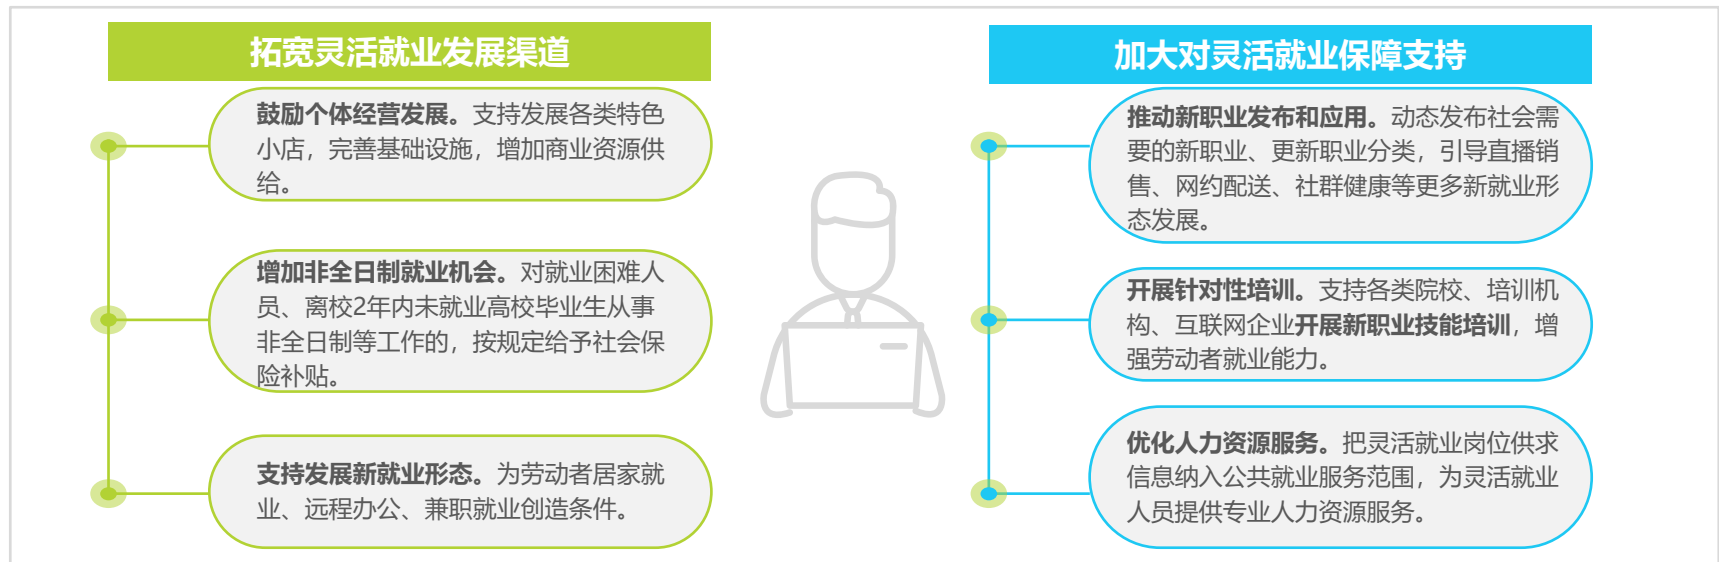 拓宽灵活就业发展渠道
鼓励个体经营发展。支持发展各类特色
小店，完善基础设施，增加商业资源供
给。
增加非全日制就业机会。对就业困难人
员、离校2年内未就业高校毕业生从事
非全日制等工作的，按规定给予社会保
险补贴。
支持发展新就业形态。为劳动者居家就
业、远程办公、兼职就业创造条件。
加大对灵活就业保障支持
推动新职业发布和应用。动态发布社会需
要的新职业、更新职业分类，引导直播销
售、网约配送、社群健康等更多新就业形
态发展。
开展针对性培训。支持各类院校、培训机
构、互联网企业开展新职业技能培训，增
强劳动者就业能力。
优化人力资源服务。把灵活就业岗位供求
信息纳入公共就业服务范围，为灵活就业
人员提供专业人力资源服务。